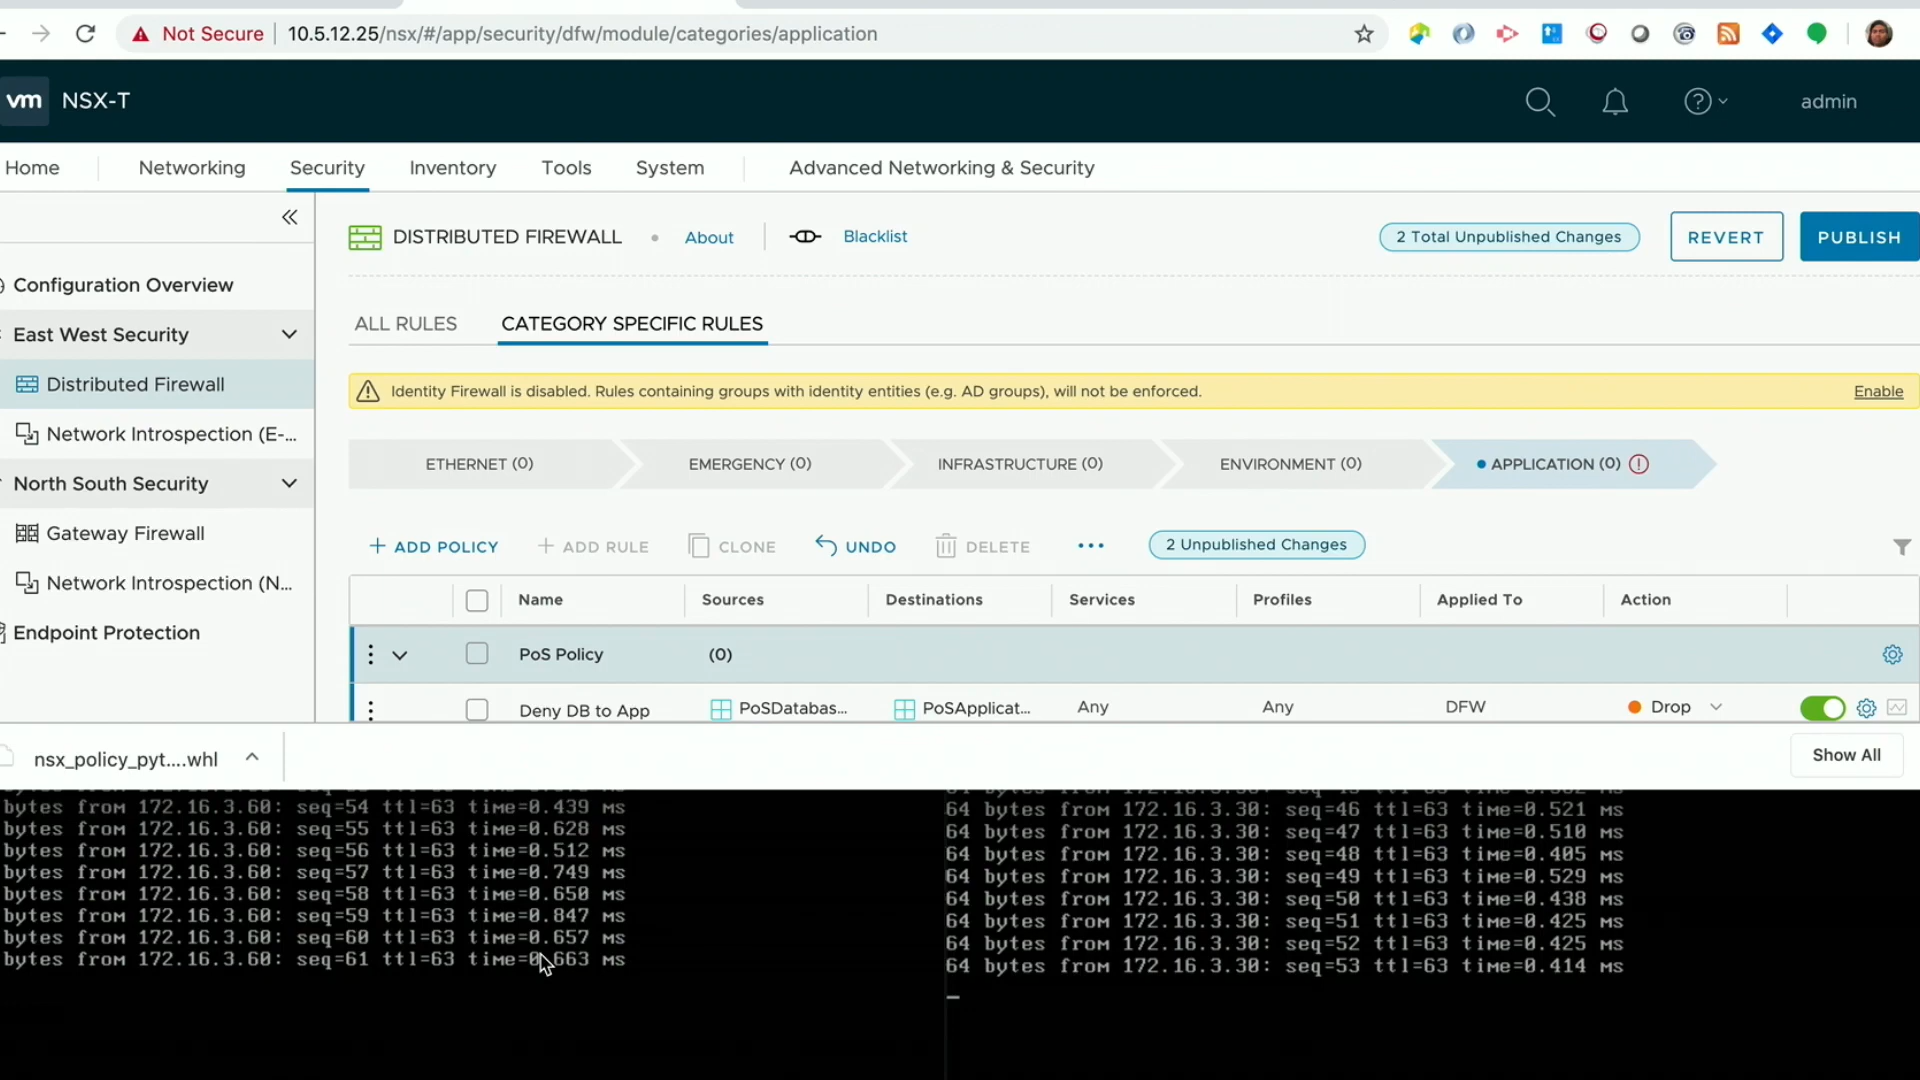 Not Secure 10.5.12.25/nsx/#/app/security/dfw/module/categories/application
vm NSX-T admin
Home Networking Security Inventory Tools System Advanced Networking & Security
DISTRIBUTED FIREWALL • About Blacklist 2 Total Unpublished Changes REVERT PUBLISH
Configuration Overview
East West Security
Distributed Firewall
Network Introspection (E-...
North South Security
Gateway Firewall
Network Introspection (N...
Endpoint Protection
ALL RULES CATEGORY SPECIFIC RULES
Identity Firewall is disabled. Rules containing groups with identity entities (e.g. AD groups), will not be enforced. Enable
ETHERNET (0) EMERGENCY (0) INFRASTRUCTURE (0) ENVIRONMENT (0) APPLICATION (0)
+ ADD POLICY + ADD RULE CLONE UNDO DELETE ... 2 Unpublished Changes
Name Sources Destinations Services Profiles Applied To Action
PoS Policy (0)
Deny DB to App PoSDatabas... PoSApplicat... Any Any DFW Drop
nsx_policy_pyt....whl Show All
bytes from 172.16.3.60: seq=54 ttl=63 time=0.439 ms
bytes from 172.16.3.60: seq=55 ttl=63 time=0.628 ms
bytes from 172.16.3.60: seq=56 ttl=63 time=0.512 ms
bytes from 172.16.3.60: seq=57 ttl=63 time=0.749 ms
bytes from 172.16.3.60: seq=58 ttl=63 time=0.650 ms
bytes from 172.16.3.60: seq=59 ttl=63 time=0.847 ms
bytes from 172.16.3.60: seq=60 ttl=63 time=0.657 ms
bytes from 172.16.3.60: seq=61 ttl=63 time=0.663 ms
64 bytes from 172.16.3.30: seq=46 ttl=63 time=0.521 ms
64 bytes from 172.16.3.30: seq=47 ttl=63 time=0.510 ms
64 bytes from 172.16.3.30: seq=48 ttl=63 time=0.405 ms
64 bytes from 172.16.3.30: seq=49 ttl=63 time=0.529 ms
64 bytes from 172.16.3.30: seq=50 ttl=63 time=0.438 ms
64 bytes from 172.16.3.30: seq=51 ttl=63 time=0.425 ms
64 bytes from 172.16.3.30: seq=52 ttl=63 time=0.425 ms
64 bytes from 172.16.3.30: seq=53 ttl=63 time=0.414 ms